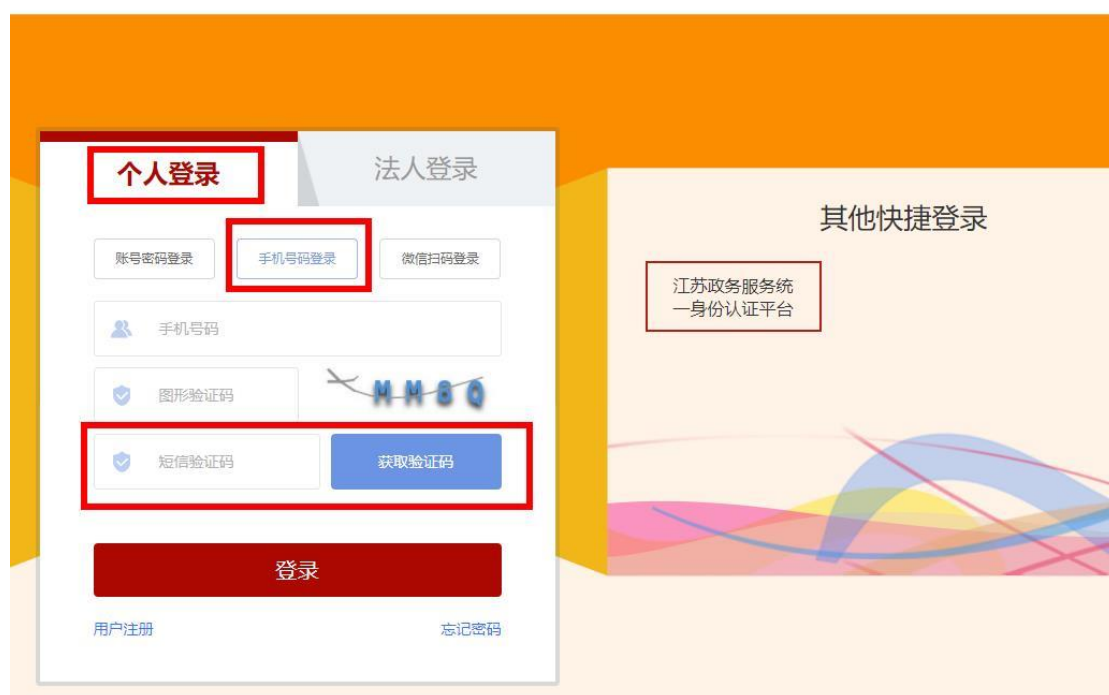 个人登录
法人登录
账号密码登录
手机号码登录
微信扫码登录
手机号码
图形验证码
MM8Q
短信验证码
获取验证码
登录
用户注册
忘记密码
其他快捷登录
江苏政务服务统
一身份认证平台